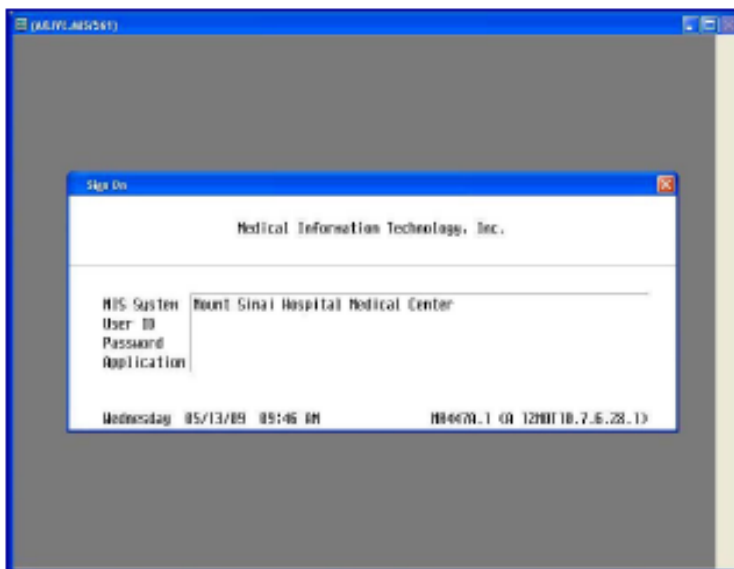 Sign On
Medical Information Technology, Inc.
MIS System Mount Sinai Hospital Medical Center
User ID
Password
Application
Wednesday 05/13/09 09:46 AM